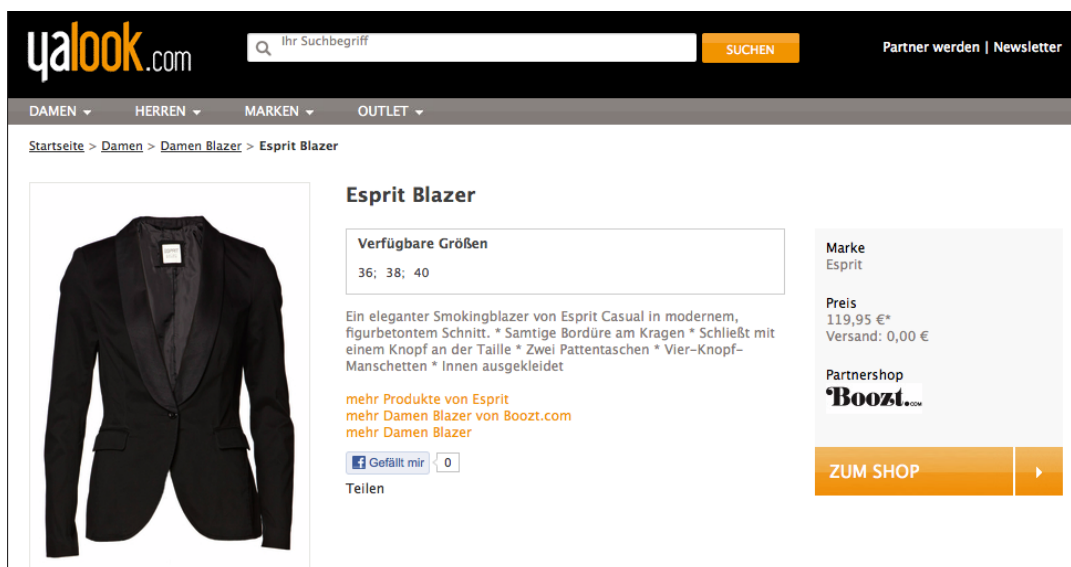 yalook.com
Ihr Suchbegriff
SUCHEN
Partner werden | Newsletter
DAMEN
HERREN
MARKEN
OUTLET
Startseite > Damen > Damen Blazer > Esprit Blazer
Esprit Blazer
Verfügbare Größen
36; 38; 40
Ein eleganter Smokingblazer von Esprit Casual in modernem,
figurbetontem Schnitt. * Samtige Bordüre am Kragen * Schließt mit
einem Knopf an der Taille * Zwei Pattentaschen * Vier-Knopf-
Manschetten * Innen ausgekleidet
mehr Produkte von Esprit
mehr Damen Blazer von Boozt.com
mehr Damen Blazer
Gefällt mir
0
Teilen
Marke
Esprit
Preis
119,95 €*
Versand: 0,00 €
Partnershop
Boozt.com
ZUM SHOP